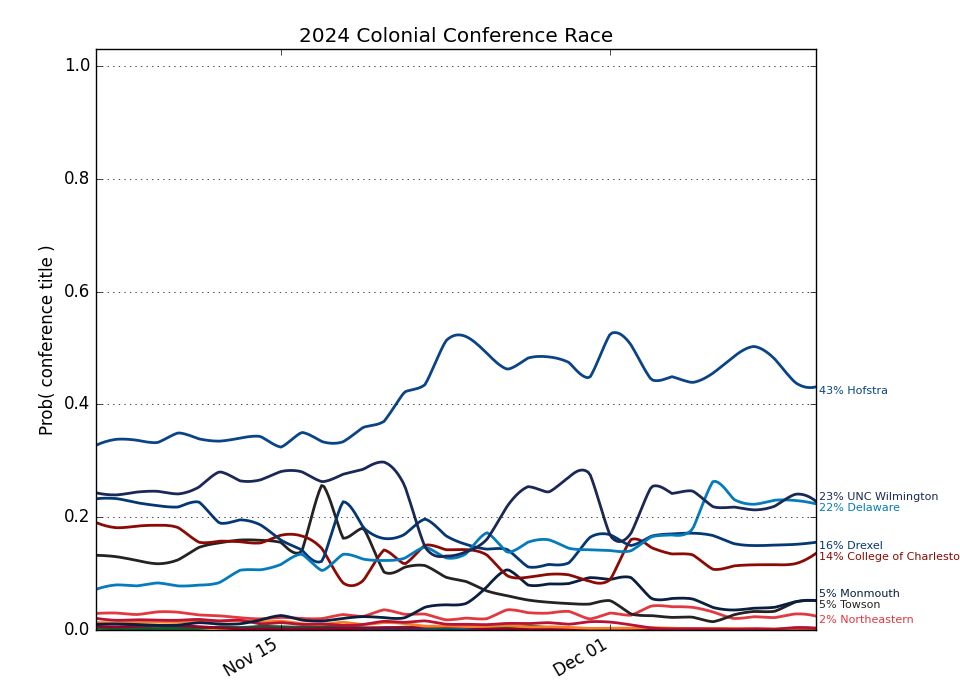 2024 Colonial Conference Race
1.0
0.8
0.6
0.4
0.2
0.0
Prob( conference title )
Nov 15
Dec 01
43% Hofstra
23% UNC Wilmington
22% Delaware
16% Drexel
14% College of Charlesto
5% Monmouth
5% Towson
2% Northeastern